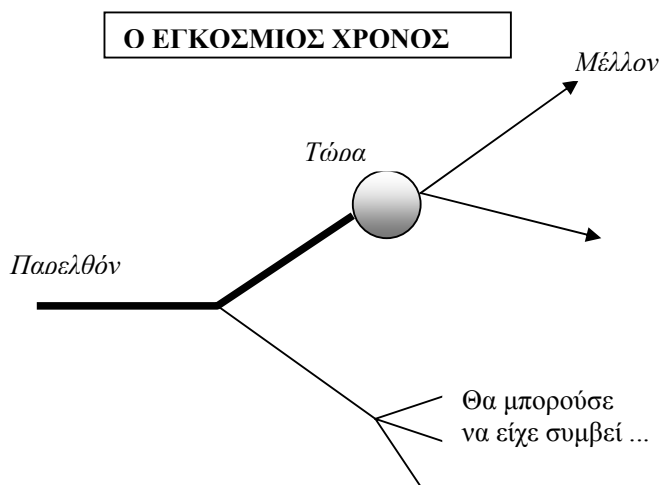 Ο ΕΓΚΟΣΜΙΟΣ ΧΡΟΝΟΣ
Μέλλον
Τώρα
Παρελθόν
Θα μπορούσε
να είχε συμβεί ...